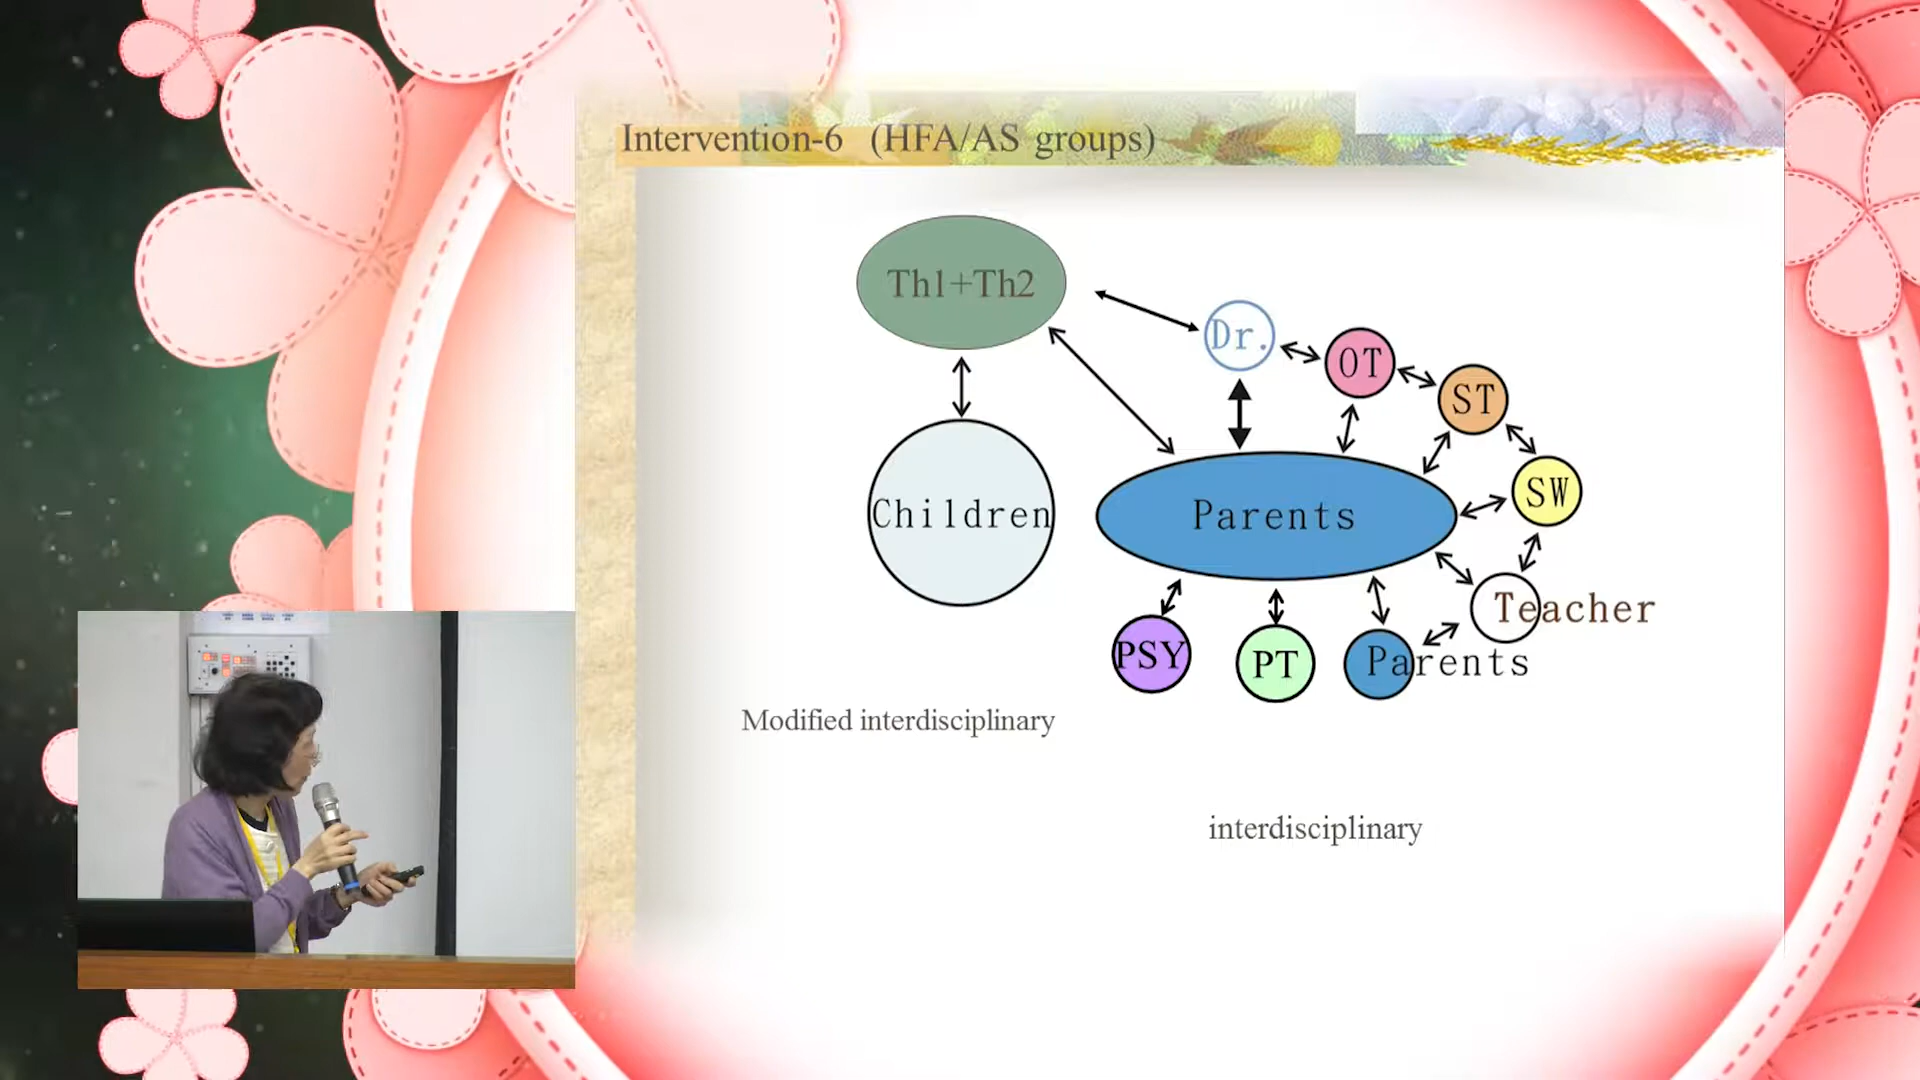 Intervention-6 (HFA/AS groups)
Th1+Th2
Dr.
OT
ST
SW
Children
Parents
Teacher
PSY
PT
Parents
Modified interdisciplinary
interdisciplinary